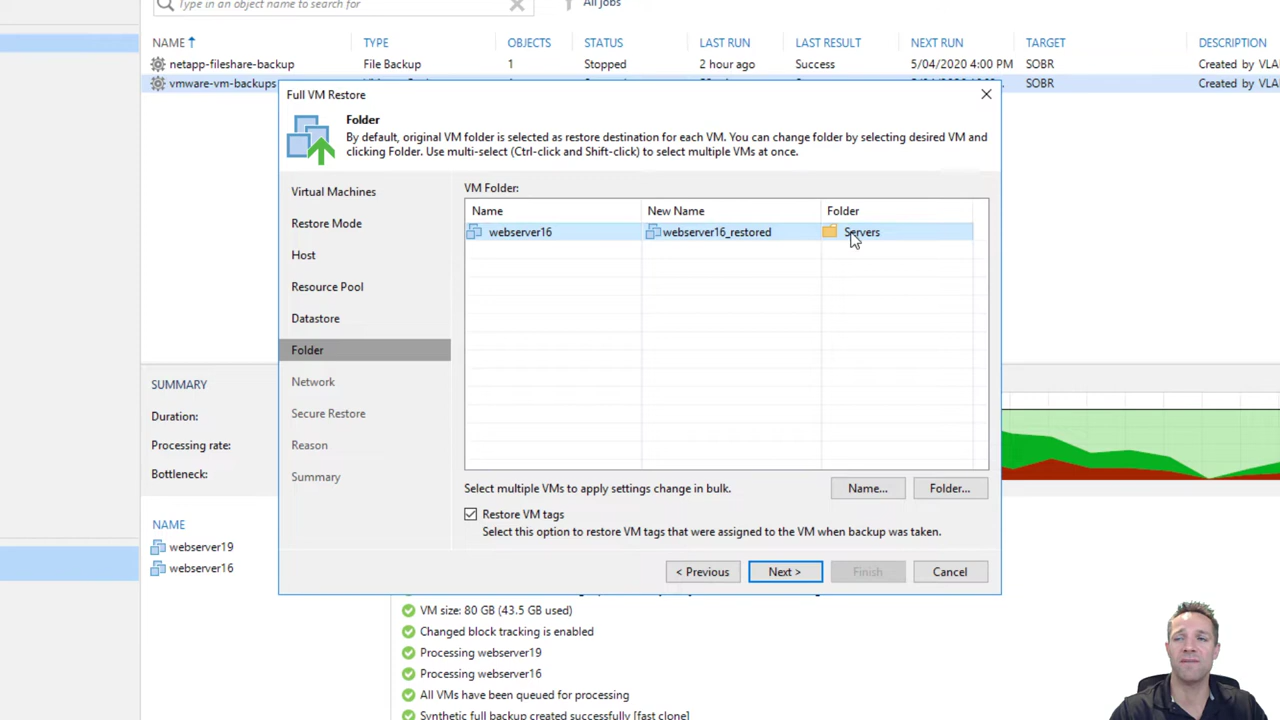 Type in an object name to search for
All jobs
NAME TYPE OBJECTS STATUS LAST RUN LAST RESULT NEXT RUN TARGET DESCRIPTION
netapp-fileshare-backup File Backup 1 Stopped 2 hour ago Success 5/04/2020 4:00 PM SOBR Created by VLA
vmware-vm-backups SOBR Created by VLA
Full VM Restore
Folder
By default, original VM folder is selected as restore destination for each VM. You can change folder by selecting desired VM and
clicking Folder. Use multi-select (Ctrl-click and Shift-click) to select multiple VMs at once.
Virtual Machines
Restore Mode
Host
Resource Pool
Datastore
Folder
Network
Secure Restore
Reason
Summary
VM Folder:
Name New Name Folder
webserver16 webserver16_restored Servers
Select multiple VMs to apply settings change in bulk.
Name... Folder...
Restore VM tags
Select this option to restore VM tags that were assigned to the VM when backup was taken.
< Previous Next > Finish Cancel
SUMMARY
Duration:
Processing rate:
Bottleneck:
NAME
webserver19
webserver16
VM size: 80 GB (43.5 GB used)
Changed block tracking is enabled
Processing webserver19
Processing webserver16
All VMs have been queued for processing
Synthetic full backup created successfully [fast clone]